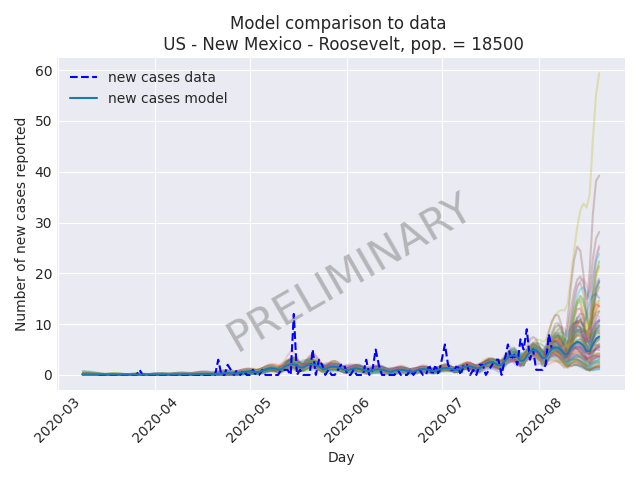 Model comparison to data
US - New Mexico - Roosevelt, pop. = 18500
new cases data
new cases model
Number of new cases reported
60
50
40
30
20
10
0
PRELIMINARY
2020-03
2020-04
2020-05
2020-06
2020-07
2020-08
Day